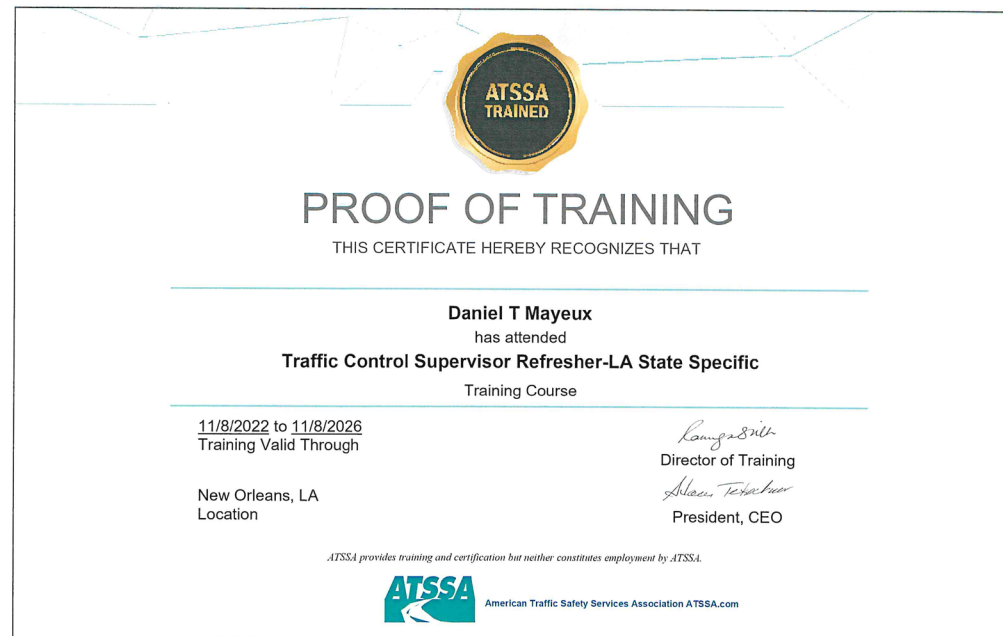 ATSSA
TRAINED
PROOF OF TRAINING
THIS CERTIFICATE HEREBY RECOGNIZES THAT
Daniel T Mayeux
has attended
Traffic Control Supervisor Refresher-LA State Specific
Training Course
11/8/2022 to 11/8/2026
Training Valid Through
Director of Training
New Orleans, LA
Location
President, CEO
ATSSA provides training and certification but neither constitutes employment by ATSSA.
ATSSA
American Traffic Safety Services Association ATSSA.com